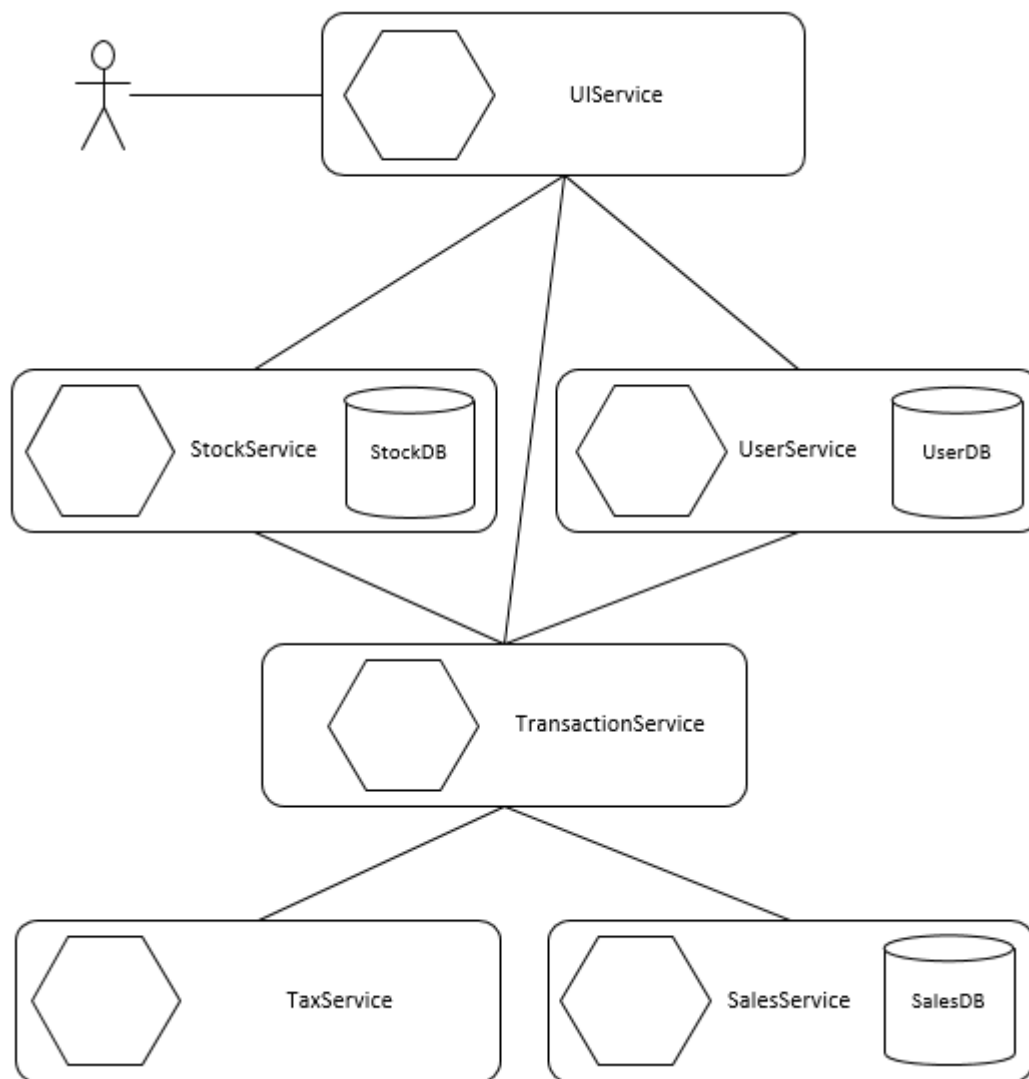 UIService
StockService
StockDB
UserService
UserDB
TransactionService
TaxService
SalesService
SalesDB